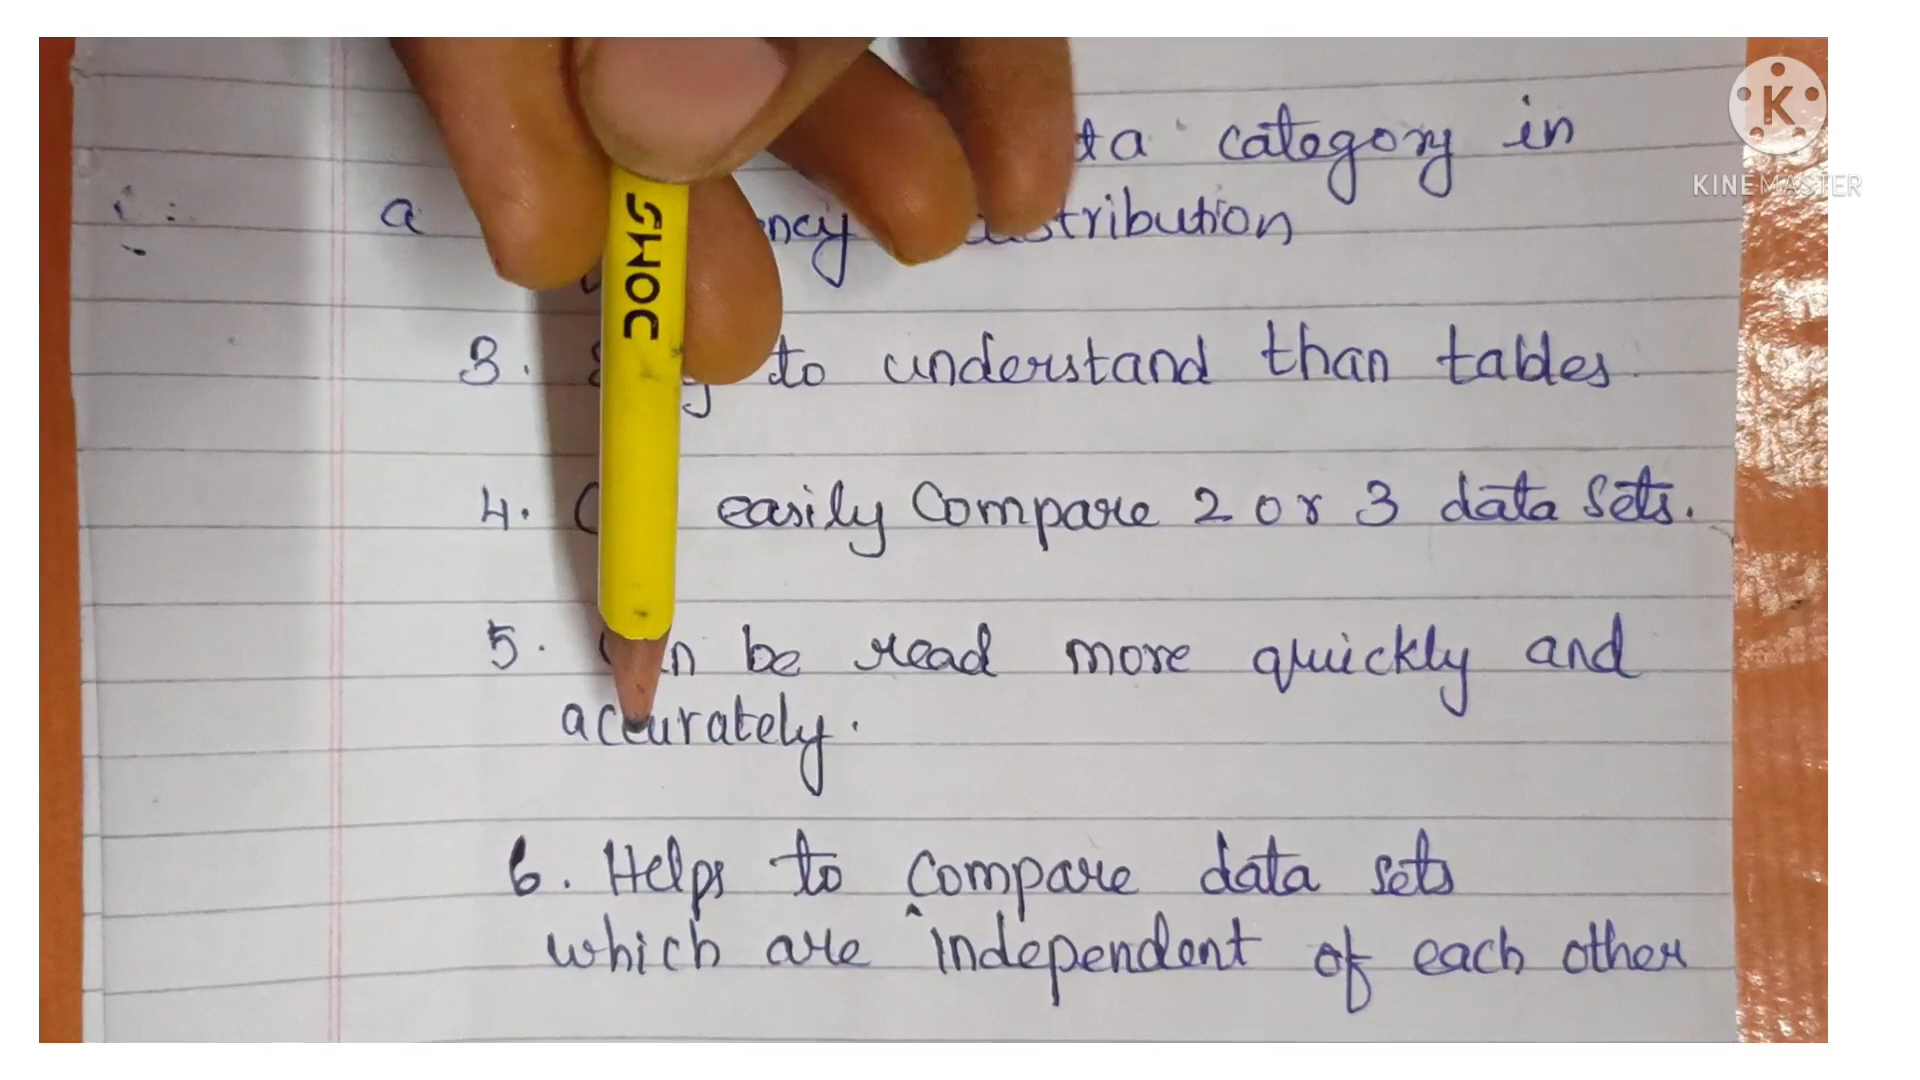 category in
a distribution
3. to understand than tables.
4. easily Compare 2 or 3 data sets.
5. be read more quickly and
accurately.
6. Helps to compare data sets
which are independent of each other
DOMS
K
KINEMASTER